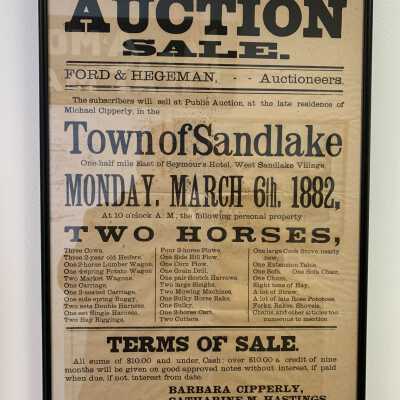 AUCTION
SALE.
FORD & HEGEMAN, - - Auctioneers.
The subscribers will sell at Public Auction, at the late residence of
Michael Cipperly, in the
Town of Sandlake
One-half mile East of Seymour's Hotel, West Sandlake Village,
MONDAY, MARCH 6th, 1882,
At 10 o'clock A. M., the following personal property:
TWO HORSES,
Three Cows,
Three 2-year old Heifers,
One 2-horse Lumber Wagon,
One 4-spring Potato Wagon
Two Market Wagons,
One Carriage,
One 2-seated Carriage,
One side spring Buggy,
Two sets Double Harness,
One set Single Harness,
Two Hay Riggings,
Four 2-horse Plows,
One Side Hill Plow,
One Corn Plow,
One Grain Drill,
One pair Scotch Harrows,
Two large Sleighs,
Two Mowing Machines,
One Sulky Horse Rake,
One Sulky,
One 2-horse Cart,
Two Cutters,
One large Cook Stove, nearly
new,
One Extension Table,
One Sofa, One Sofa Chair,
One Churn,
Eight tons of Hay,
A lot of Straw,
A lot of late Rose Potatoes,
Forks, Rakes, Shovels,
Chains and other articles too
numerous to mention.
TERMS OF SALE.
All sums of $10.00 and under, Cash; over $10.00 a credit of nine
months will be given on good approved notes without interest, if paid
when due, if not, interest from date.
BARBARA CIPPERLY,
CATHARINE M. HASTINGS